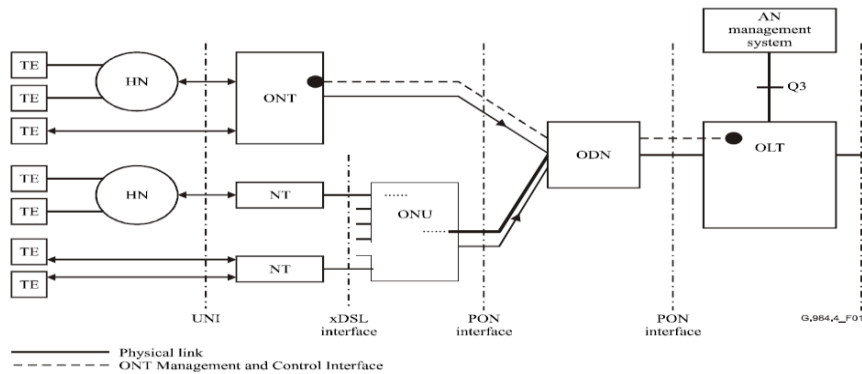 AN
management
system
Q3
TE
TE
TE
HN
ONT
ODN
OLT
TE
TE
HN
NT
ONU
TE
TE
NT
UNI
xDSL
interface
PON
interface
PON
interface
G.984.4_F01
Physical link
ONT Management and Control Interface